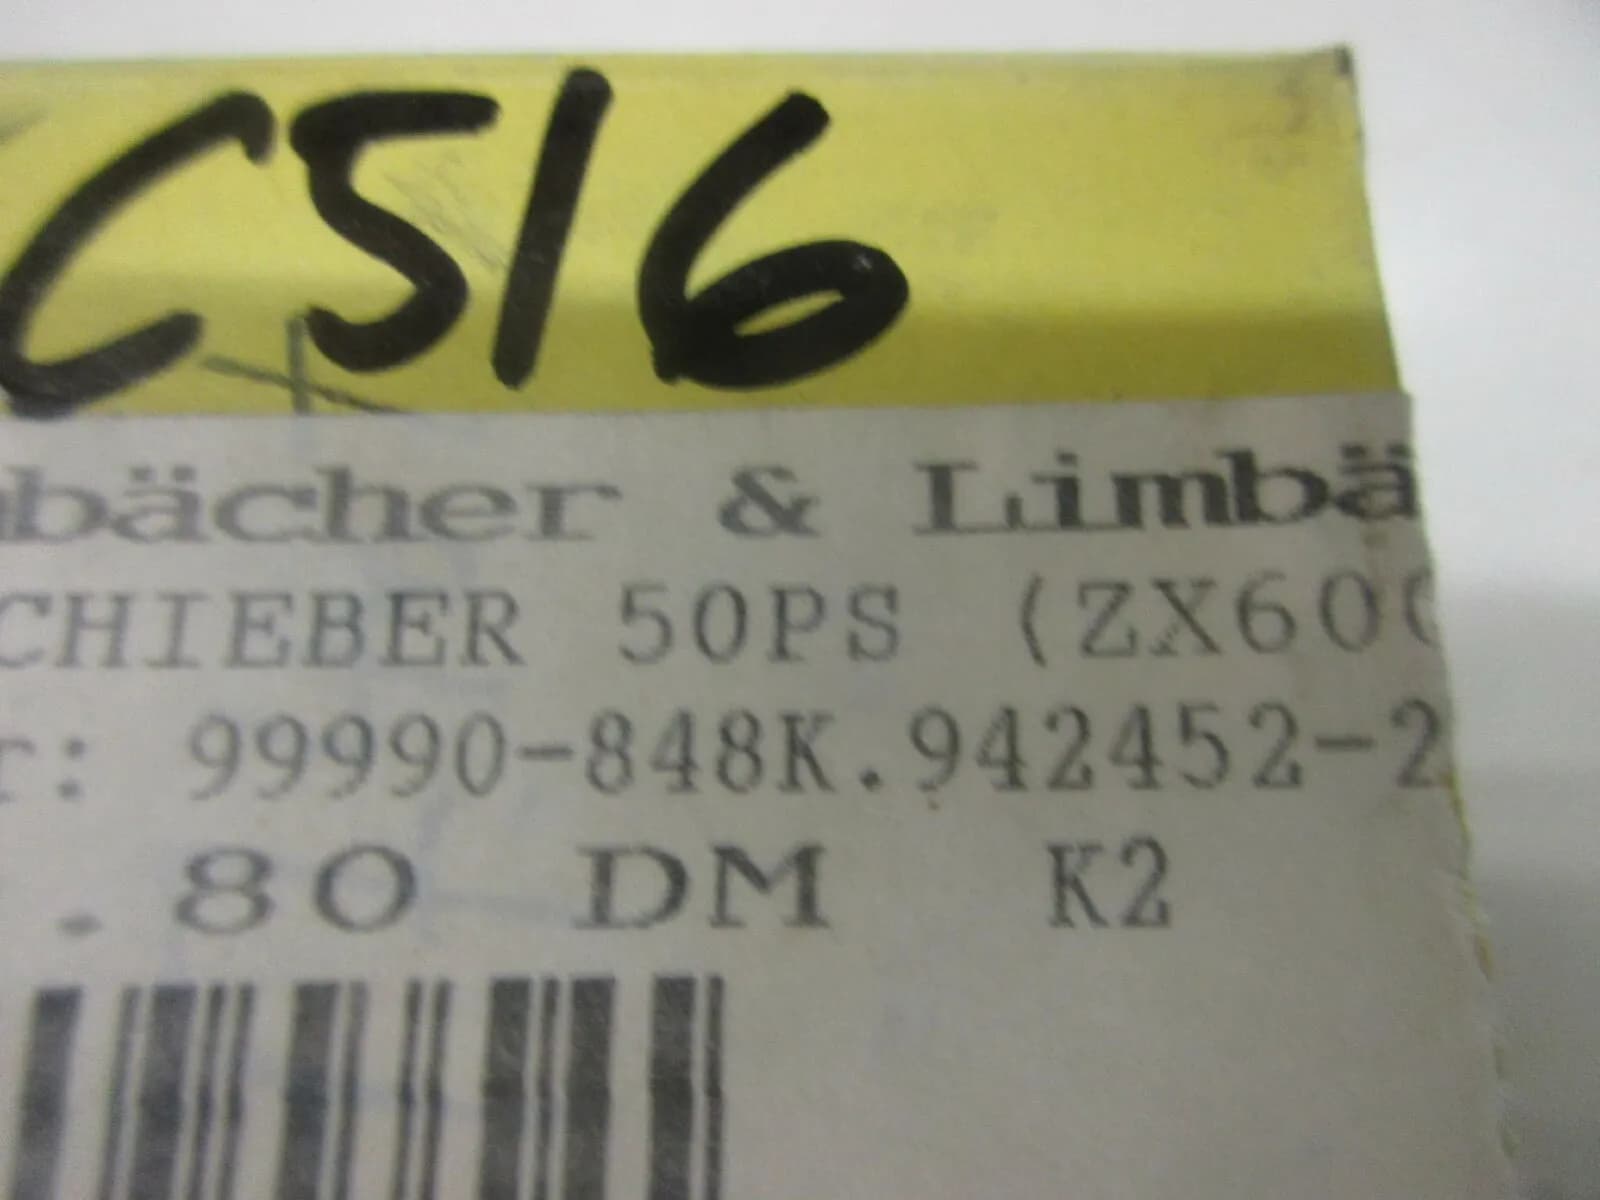 C516
bächer & Limbä
CHIEBER 50PS (ZX600
r: 99990-848K.942452-2
.80 DM K2